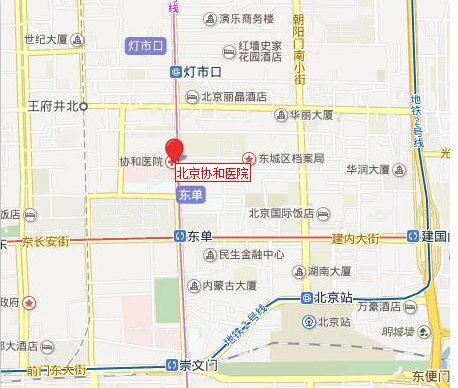 号线
演乐商务楼
朝阳门南小街
世纪大厦
灯市口
红墙史家
花园酒店
灯市口
北京丽晶酒店
王府井北
华丽大厦
地铁2号线
协和医院
东城区档案局
北京协和医院
华润大厦
光
东单
饭店
北京国际饭店
东长安街
东单
建内大街
建国门
民生金融中心
湖南大厦
内蒙古大厦
政府
北京站
万豪酒店
地铁2号线
北京站
明城墙
都大酒店
前门东大街
崇文门
东便门